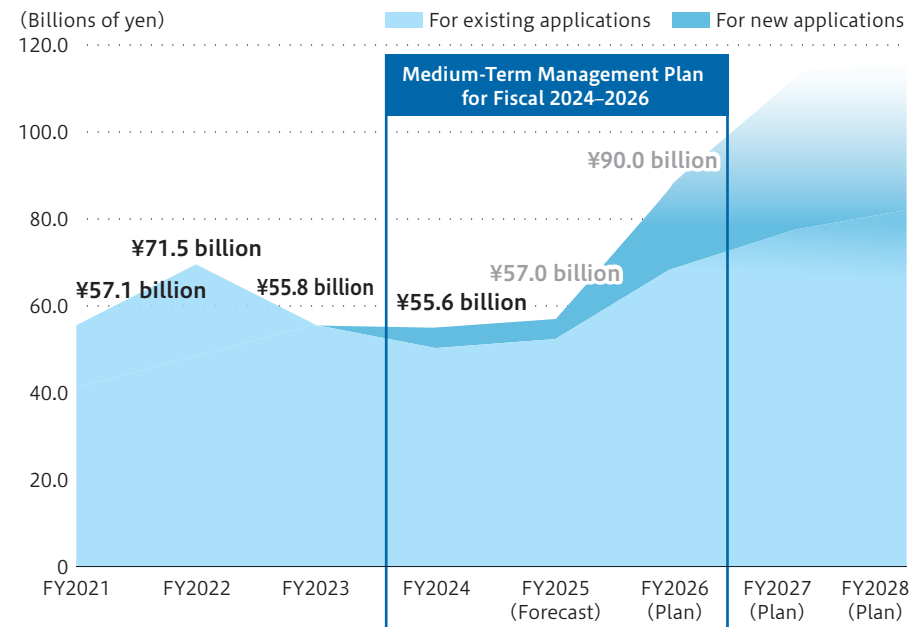 (Billions of yen)
For existing applications
For new applications
120.0
Medium-Term Management Plan
for Fiscal 2024–2026
100.0
¥90.0 billion
80.0
¥71.5 billion
¥57.0 billion
¥57.1 billion
¥55.8 billion
¥55.6 billion
60.0
40.0
20.0
0
FY2021
FY2022
FY2023
FY2024
FY2025
(Forecast)
FY2026
(Plan)
FY2027
(Plan)
FY2028
(Plan)